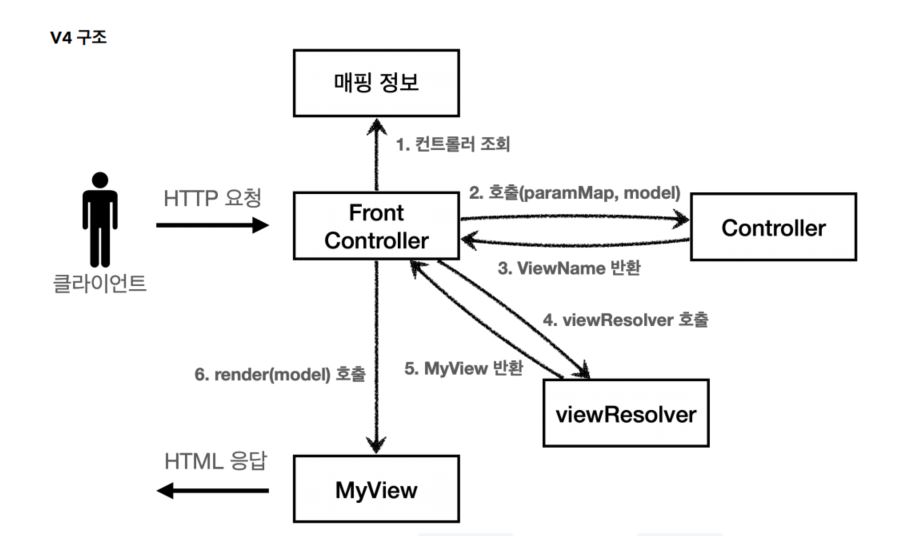 V4 구조
매핑 정보
1. 컨트롤러 조회
HTTP 요청
Front
Controller
2. 호출(paramMap, model)
Controller
3. ViewName 반환
클라이언트
4. viewResolver 호출
5. MyView 반환
6. render(model) 호출
viewResolver
HTML 응답
MyView